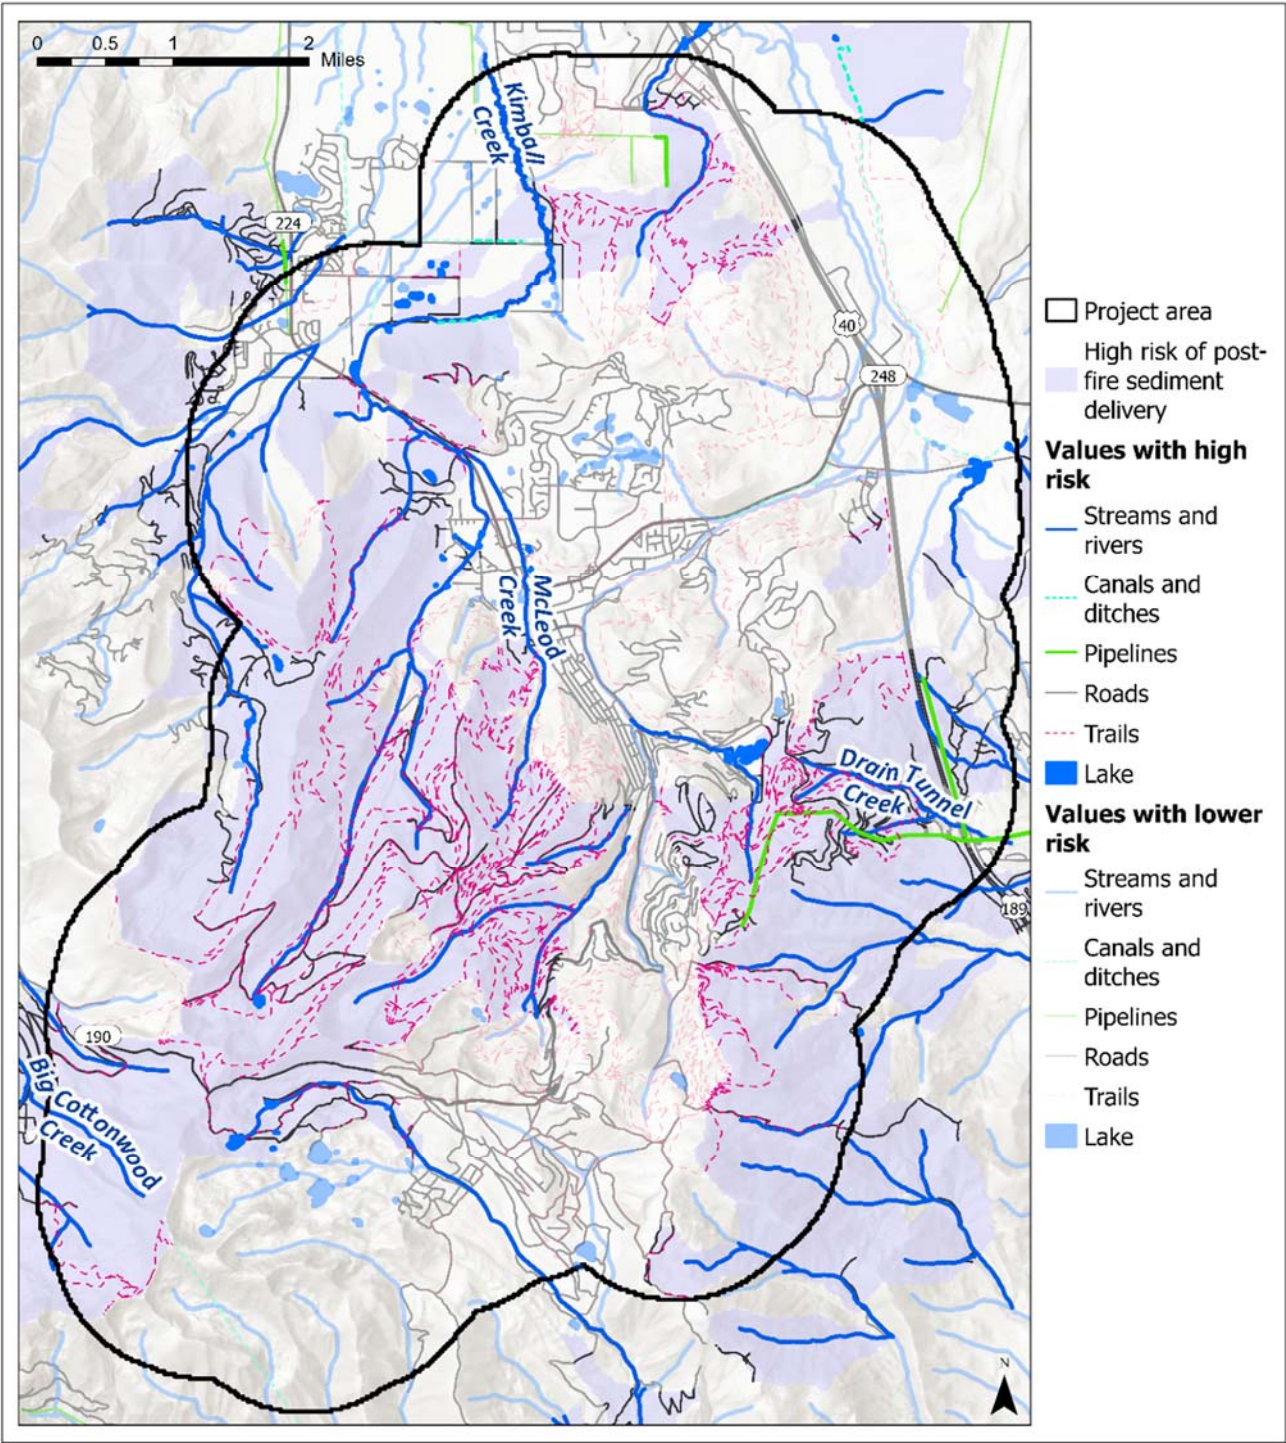 0 0.5 1 2
Miles
Kimball
Creek
224
40
248
McLeod
Creek
Drain Tunnel
Creek
189
190
Big Cottonwood
Creek
N
Project area
High risk of post-
fire sediment
delivery
Values with high
risk
Streams and
rivers
Canals and
ditches
Pipelines
Roads
Trails
Lake
Values with lower
risk
Streams and
rivers
Canals and
ditches
Pipelines
Roads
Trails
Lake